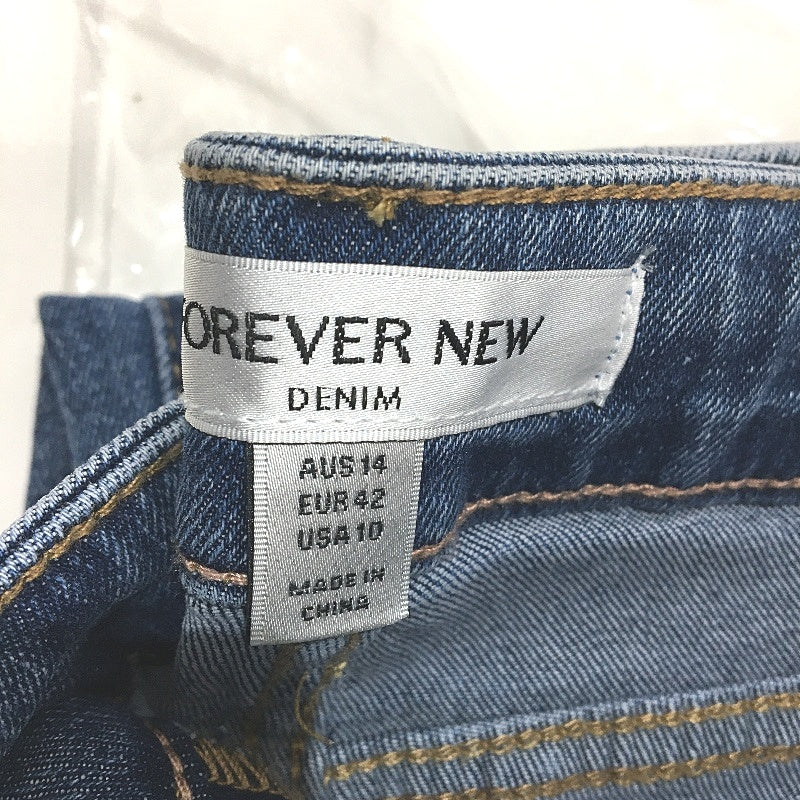 FOREVER NEW
DENIM
AUS 14
EUR 42
USA 10
MADE IN
CHINA